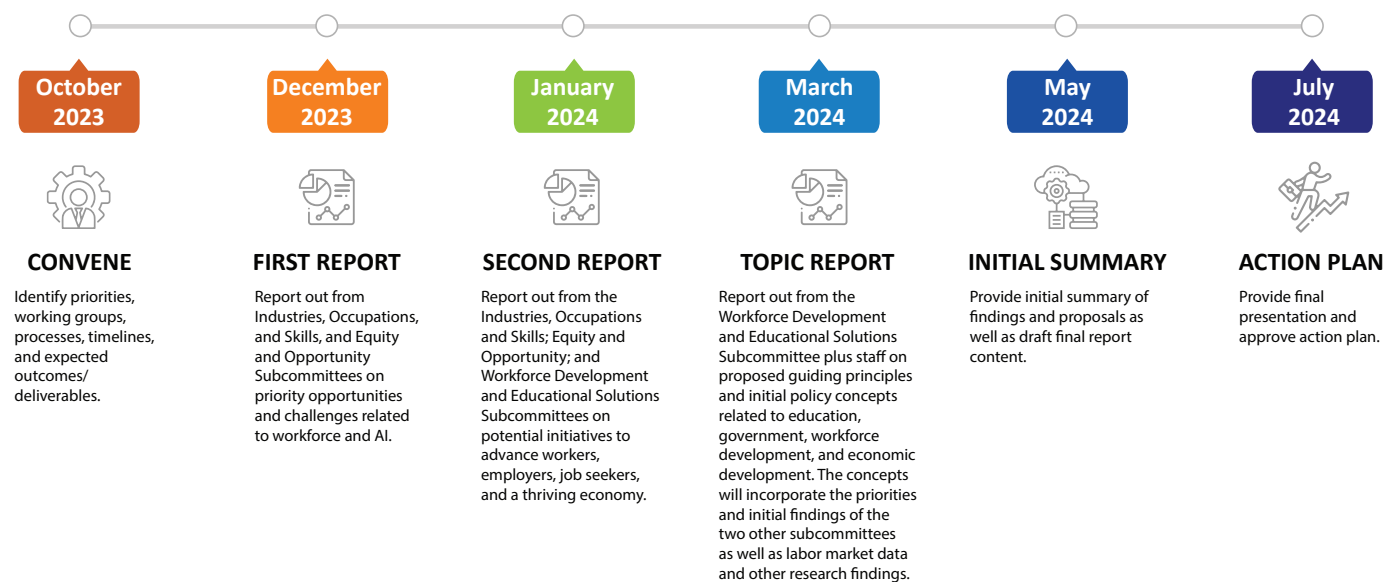 October
2023
December
2023
January
2024
March
2024
May
2024
July
2024
CONVENE
Identify priorities,
working groups,
processes, timelines,
and expected
outcomes/
deliverables.
FIRST REPORT
Report out from
Industries, Occupations,
and Skills, and Equity
and Opportunity
Subcommittees on
priority opportunities
and challenges related
to workforce and AI.
SECOND REPORT
Report out from the
Industries, Occupations
and Skills; Equity and
Opportunity; and
Workforce Development
and Educational Solutions
Subcommittees on
potential initiatives to
advance workers,
employers, job seekers,
and a thriving economy.
TOPIC REPORT
Report out from the
Workforce Development
and Educational Solutions
Subcommittee plus staff on
proposed guiding principles
and initial policy concepts
related to education,
government, workforce
development, and economic
development. The concepts
will incorporate the priorities
and initial findings of the
two other subcommittees
as well as labor market data
and other research findings.
INITIAL SUMMARY
Provide initial summary of
findings and proposals as
well as draft final report
content.
ACTION PLAN
Provide final
presentation and
approve action plan.